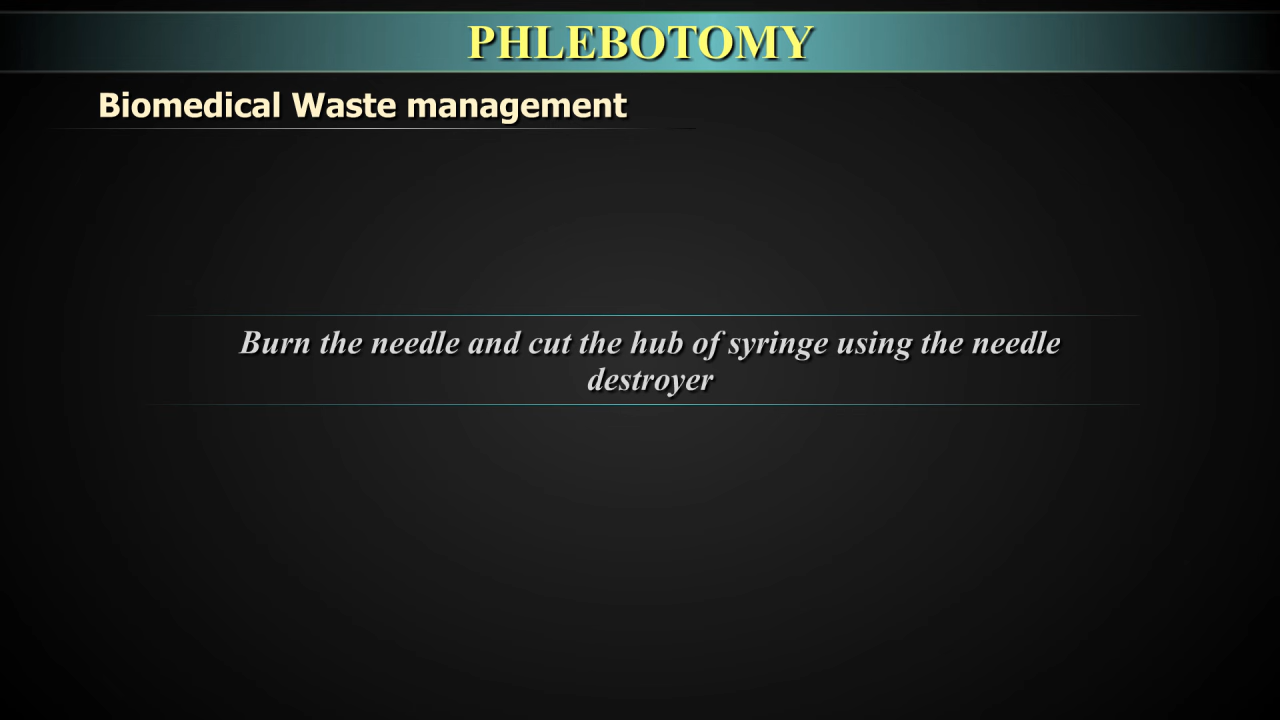 PHLEBOTOMY
Biomedical Waste management
Burn the needle and cut the hub of syringe using the needle
destroyer